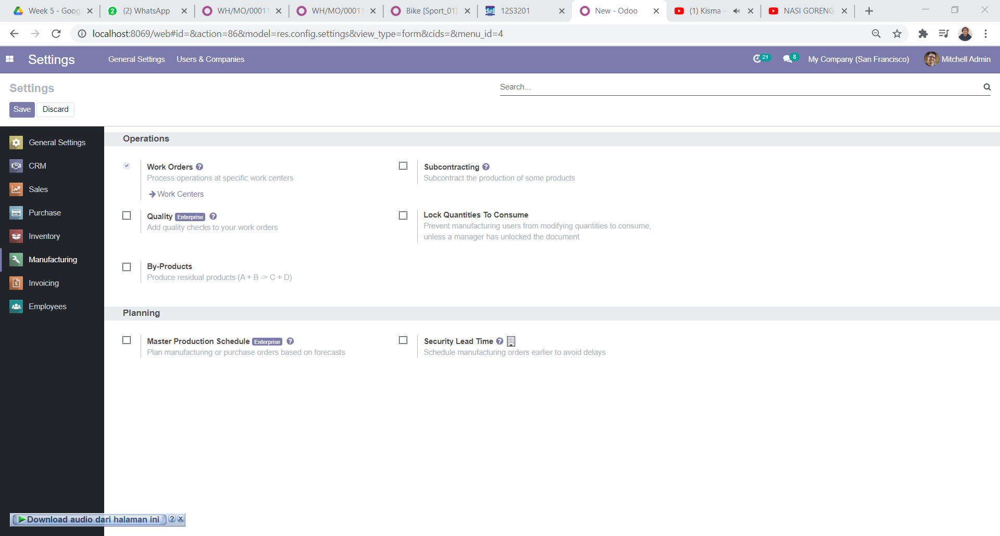 Week 5 - Goog
(2) WhatsApp
WH/MO/00011
WH/MO/00011
Bike [Sport_01]
del 12S3201
New - Odoo
(1) Kisma -
NASI GORENG
localhost:8069/web#id=&action=86&model=res.config.settings&view_type=form&cids=&menu_id=4
Settings
General Settings
Users & Companies
21
8
My Company (San Francisco)
Mitchell Admin
Settings
Search...
Save
Discard
General Settings
CRM
Sales
Purchase
Inventory
Manufacturing
Invoicing
Employees
Operations
Work Orders
Process operations at specific work centers
Work Centers
Subcontracting
Subcontract the production of some products
Quality Enterprise
Add quality checks to your work orders
Lock Quantities To Consume
Prevent manufacturing users from modifying quantities to consume,
unless a manager has unlocked the document
By-Products
Produce residual products (A + B -> C + D)
Planning
Master Production Schedule Enterprise
Plan manufacturing or purchase orders based on forecasts
Security Lead Time
Schedule manufacturing orders earlier to avoid delays
Download audio dari halaman ini